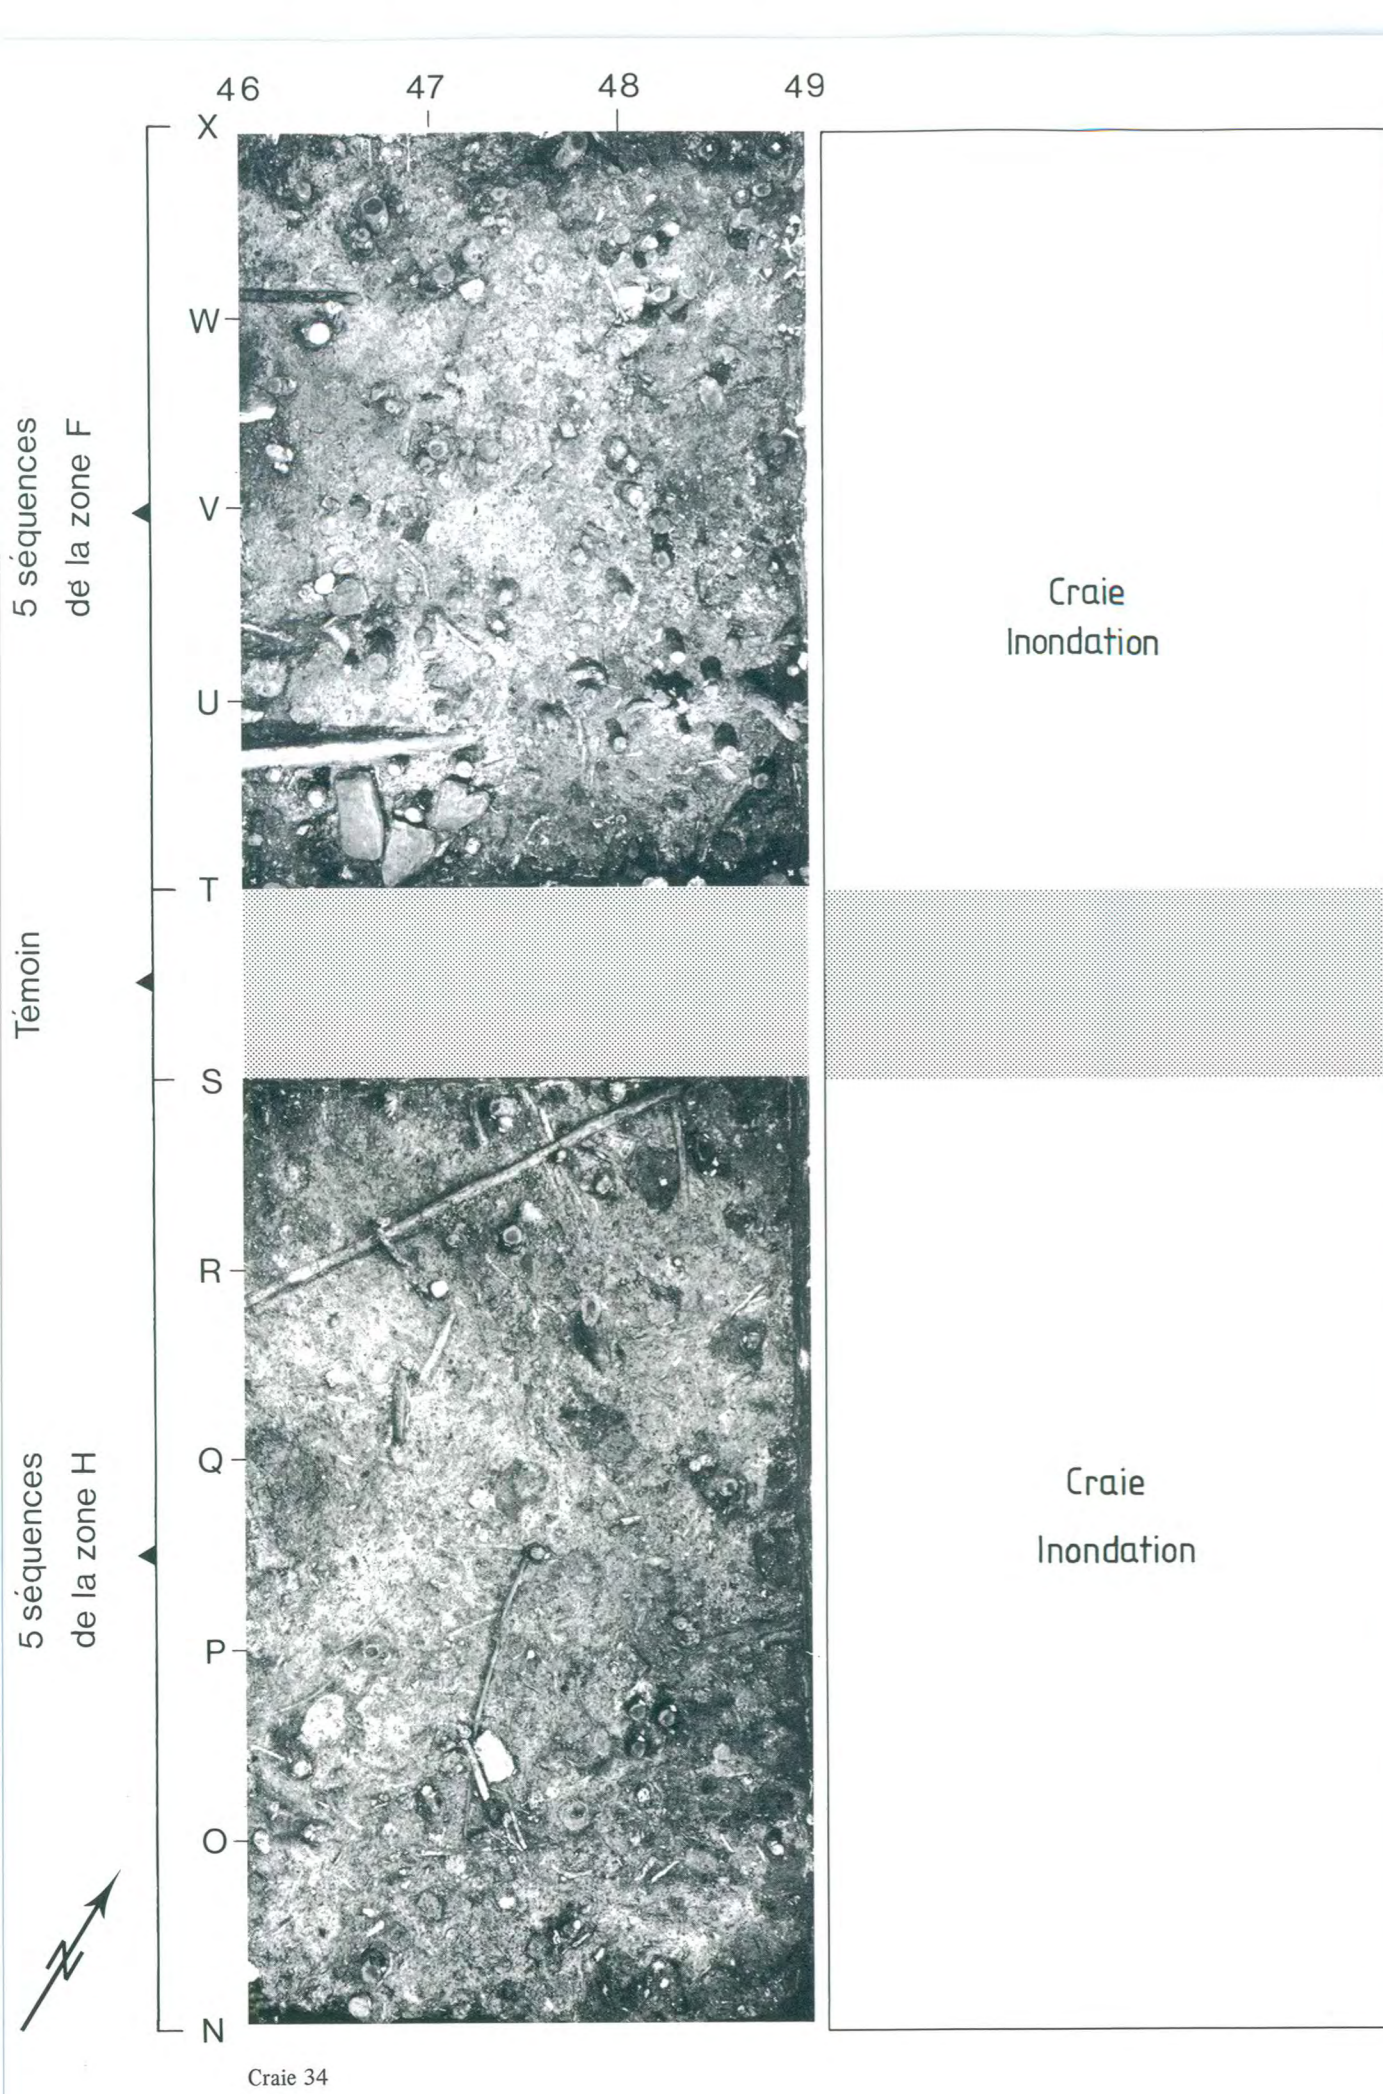 46 47 48 49
X
W
V
U
T
S
R
Q
P
O
N
5 séquences
de la zone F
Témoin
5 séquences
de la zone H
Craie
Inondation
Craie
Inondation
N
Craie 34